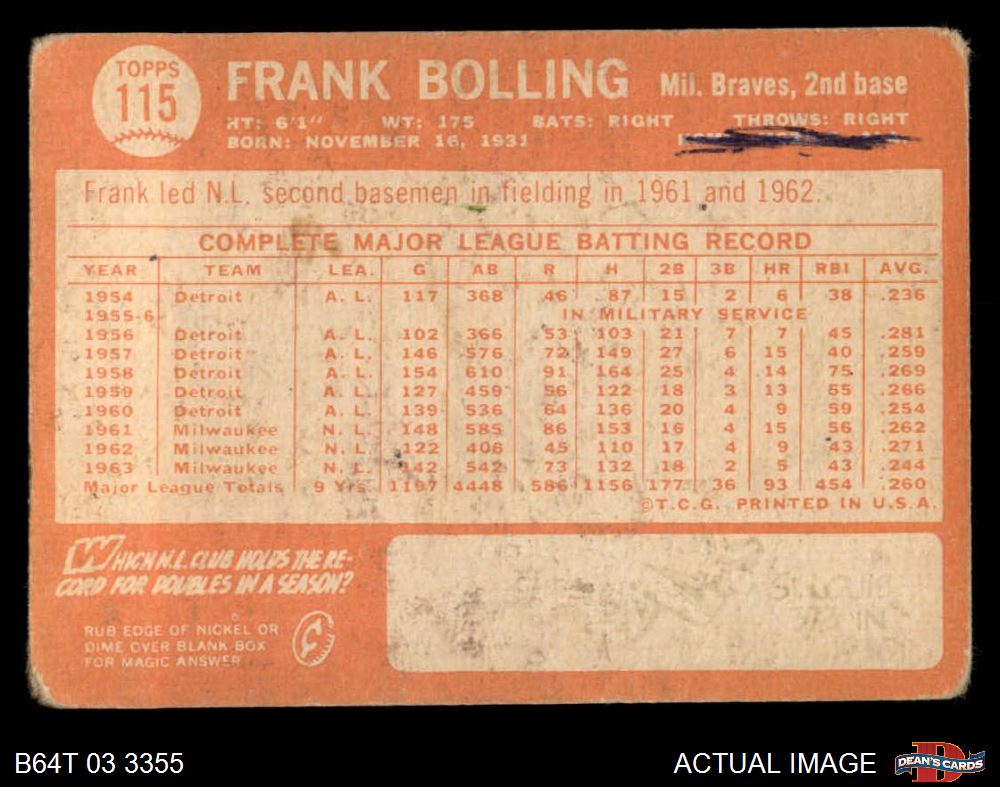 TOPPS
115
FRANK BOLLING Mil. Braves, 2nd base
HT: 6'1" WT: 175 BATS: RIGHT THROWS: RIGHT
BORN: NOVEMBER 16, 1931
Frank led N.L. second basemen in fielding in 1961 and 1962.
COMPLETE MAJOR LEAGUE BATTING RECORD
YEAR TEAM LEA. G AB R H 2B 3B HR RBI AVG.
1954 Detroit A. L. 117 368 46 87 15 2 6 38 .236
1955-6 IN MILITARY SERVICE
1956 Detroit A. L. 102 366 53 103 21 7 7 45 .281
1957 Detroit A. L. 146 576 72 149 27 6 15 40 .259
1958 Detroit A. L. 154 610 91 164 25 4 14 75 .269
1959 Detroit A. L. 127 459 56 122 18 3 13 55 .266
1960 Detroit A. L. 139 536 64 136 20 4 9 59 .254
1961 Milwaukee N. L. 148 585 86 153 16 4 15 56 .262
1962 Milwaukee N. L. 122 406 45 110 17 4 9 43 .271
1963 Milwaukee N. L. 142 542 73 132 18 2 5 43 .244
Major League Totals 9 Yrs. 1197 4448 586 1156 177 36 93 454 .260
©T.C.G. PRINTED IN U.S.A.
WHICH N.L. CLUB HOLDS THE RE-
CORD FOR DOUBLES IN A SEASON?
RUB EDGE OF NICKEL OR
DIME OVER BLANK BOX
FOR MAGIC ANSWER
B64T 03 3355
ACTUAL IMAGE
DEAN'S CARDS